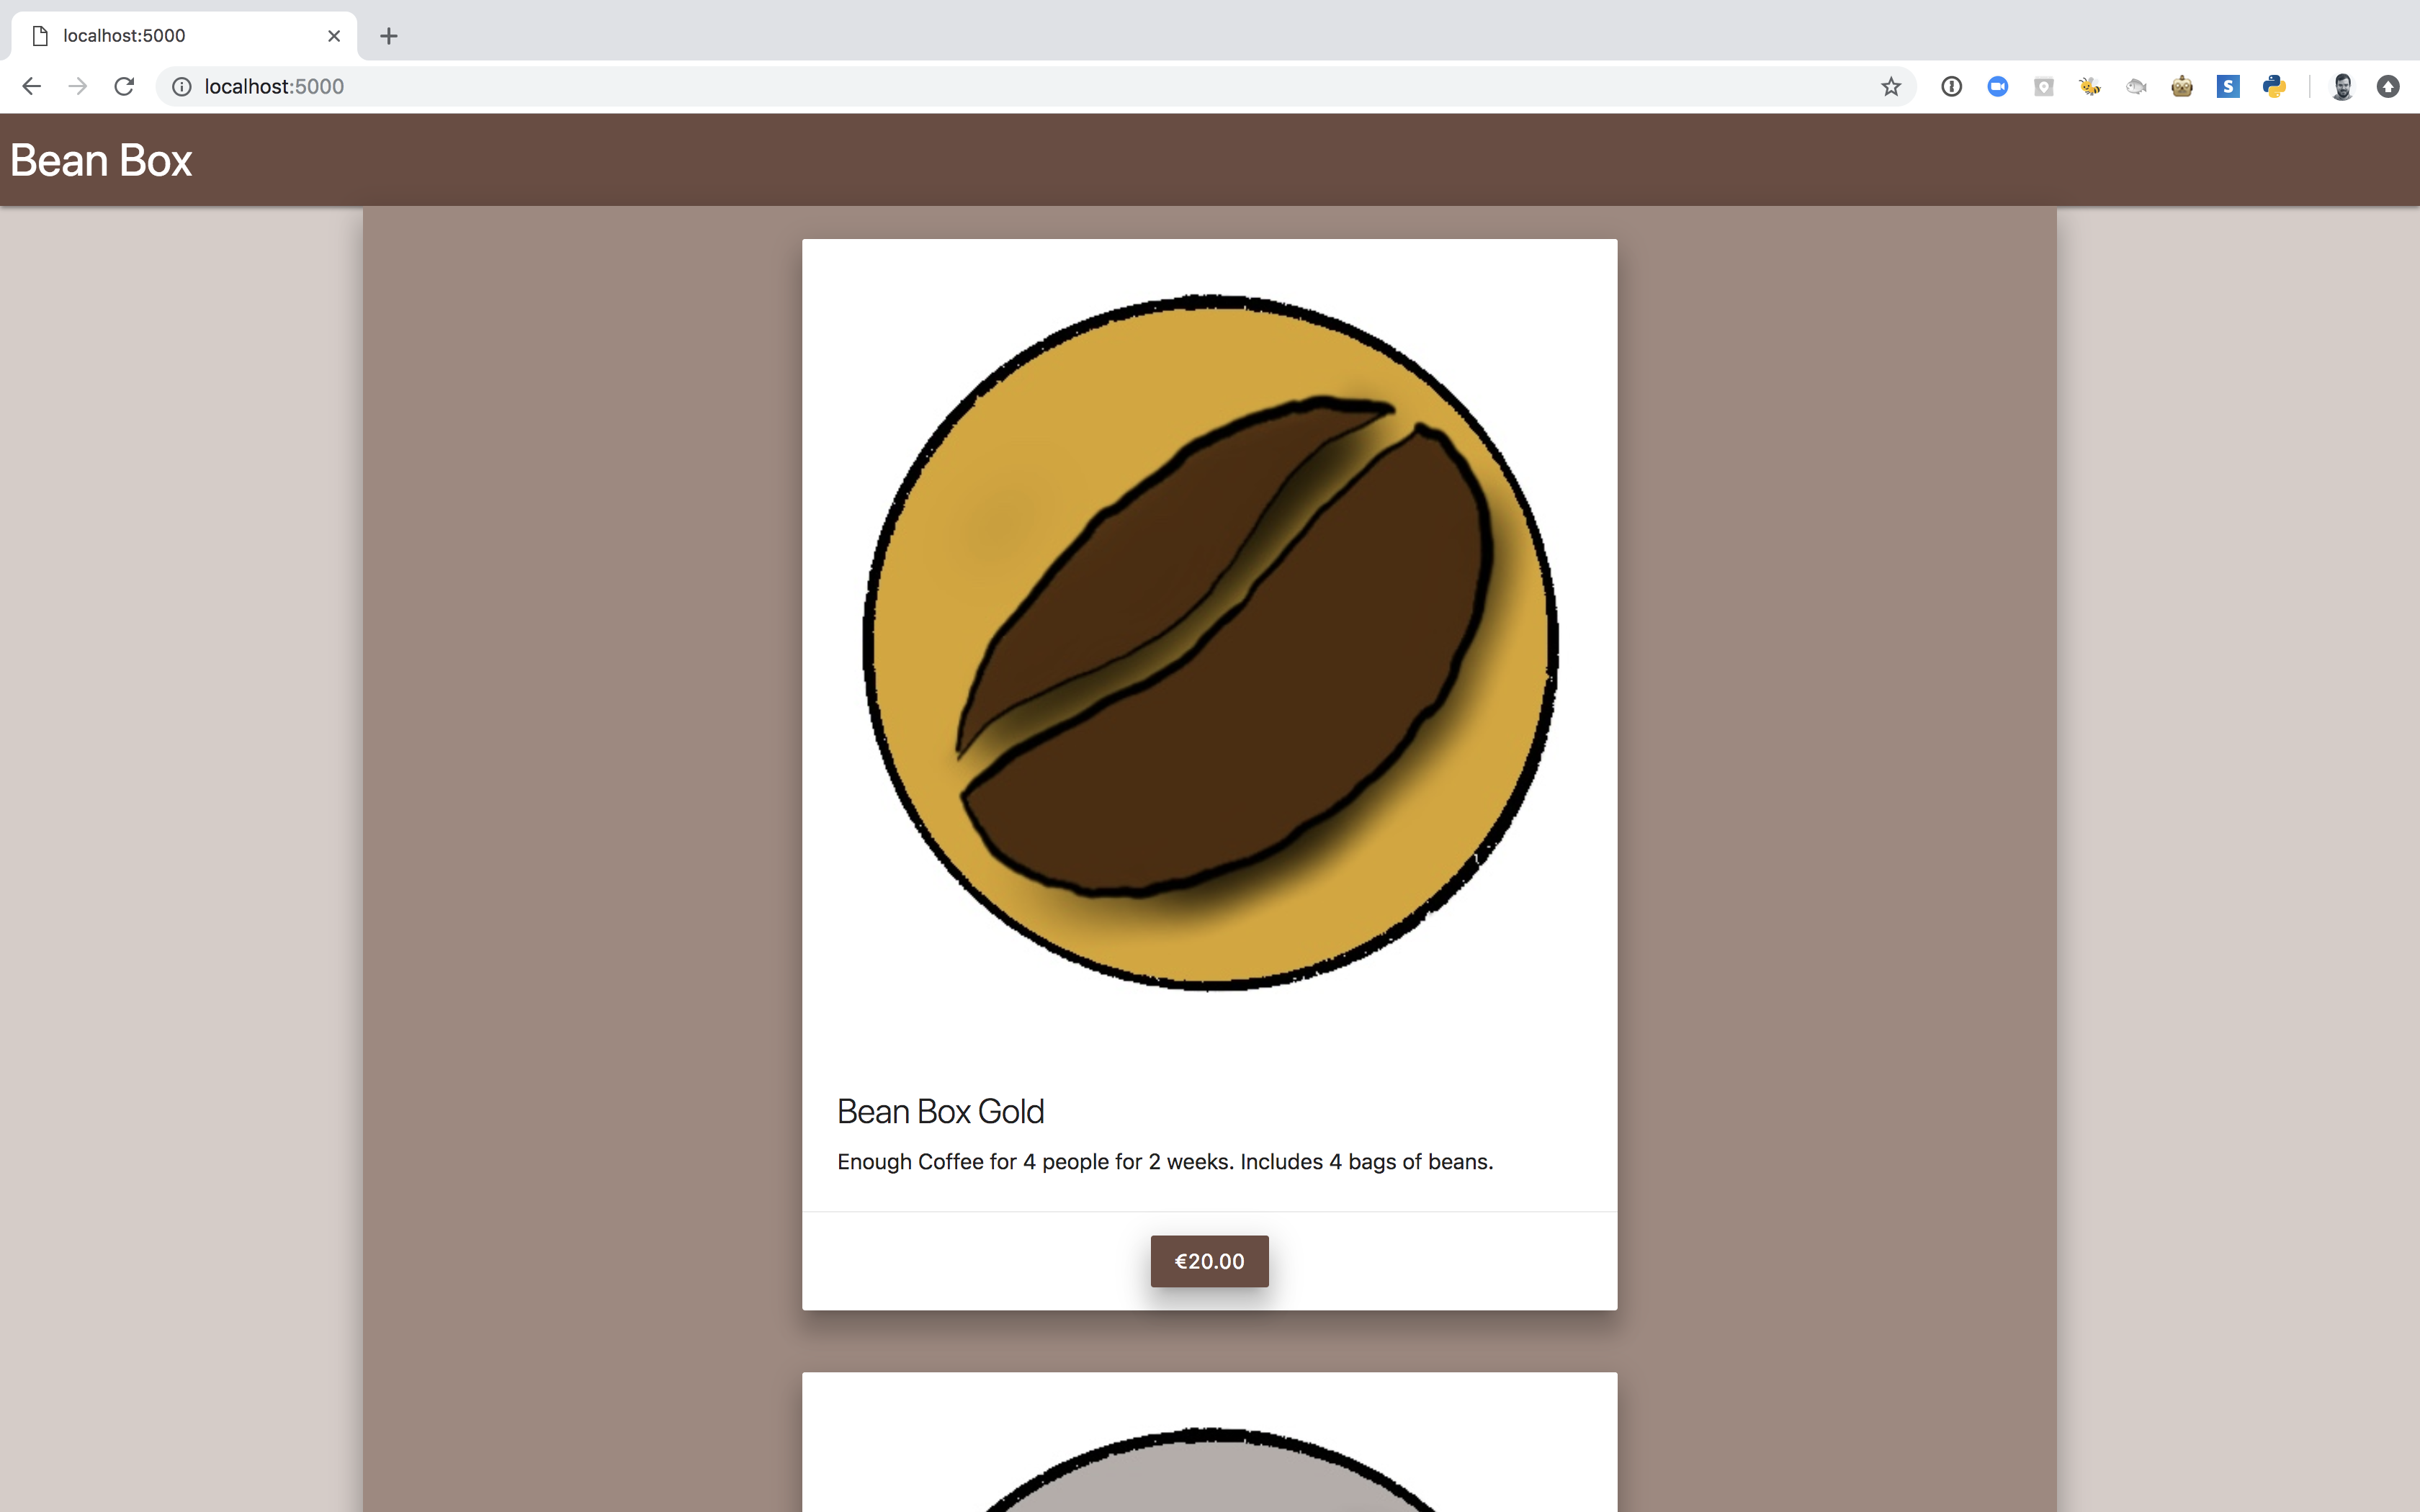 localhost:5000
localhost:5000
S
Bean Box
Bean Box Gold
Enough Coffee for 4 people for 2 weeks. Includes 4 bags of beans.
€20.00